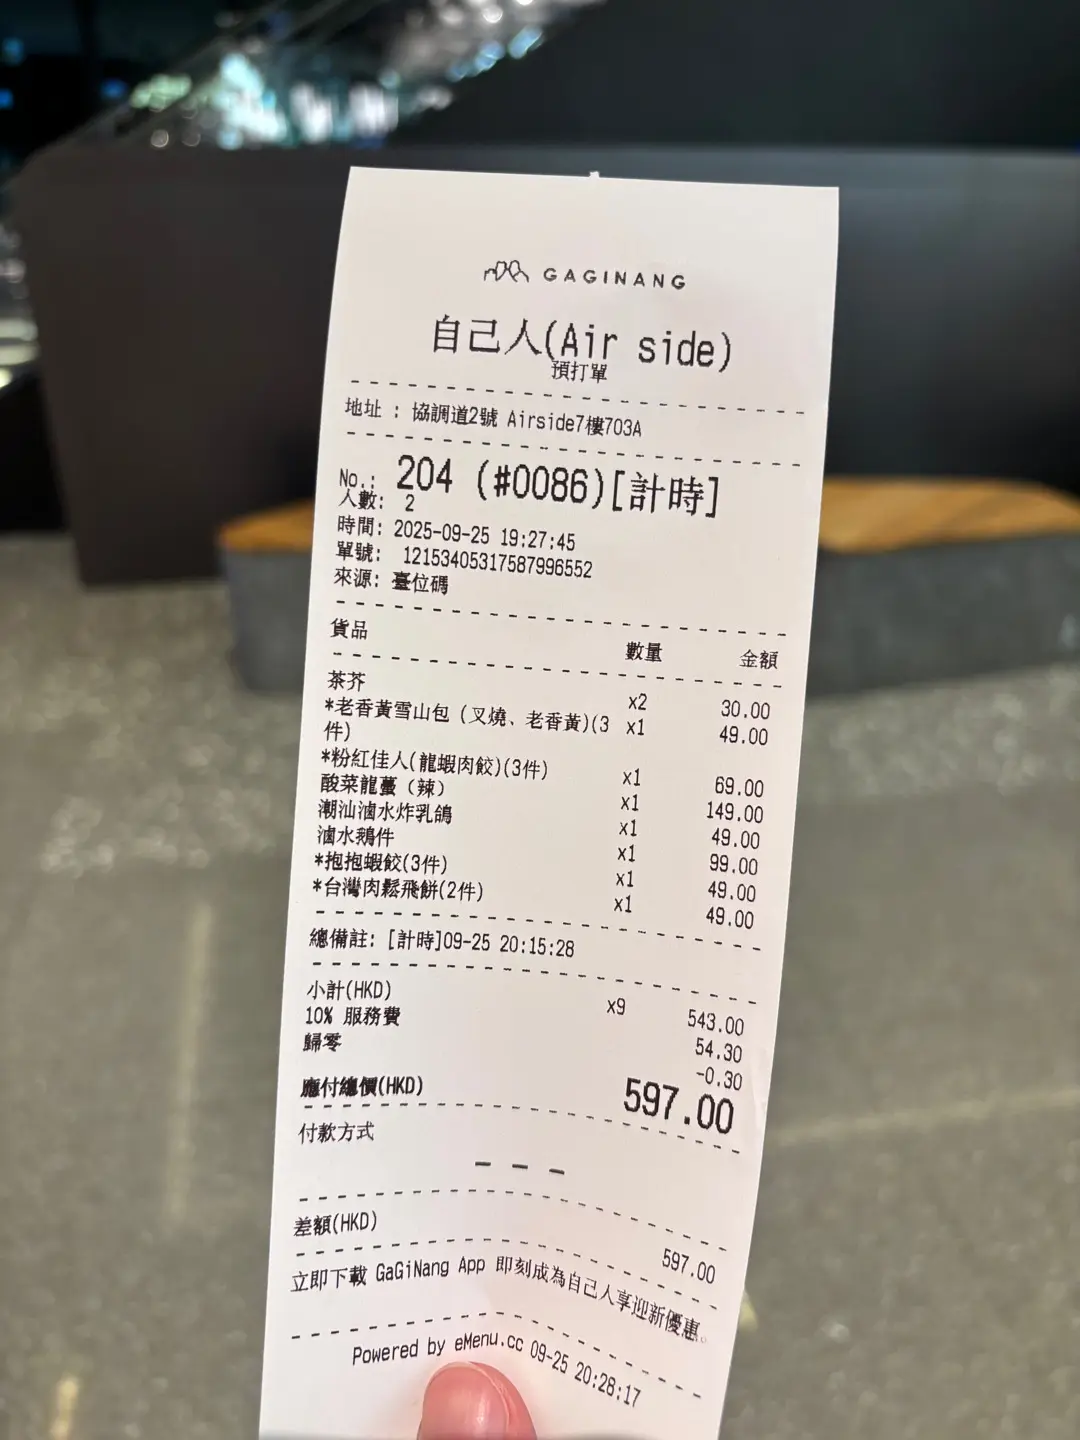 GAGINANG
自己人(Air side)
預打單
地址 : 協調道2號 Airside7樓703A
No.: 204 (#0086)[計時]
人數: 2
時間: 2025-09-25 19:27:45
單號: 12153405317587996552
來源: 臺位碼
貨品 數量 金額
茶芥 x2 30.00
*老香黃雪山包 (叉燒、老香黃)(3件) x1 49.00
*粉紅佳人(龍蝦肉餃)(3件) x1 69.00
酸菜龍躉 (辣) x1 149.00
潮汕滷水炸乳鴿 x1 49.00
滷水鵝件 x1 99.00
*抱抱蝦餃(3件) x1 49.00
*台灣肉鬆飛餅(2件) x1 49.00
總備註: [計時]09-25 20:15:28
小計(HKD) x9 543.00
10% 服務費 54.30
歸零 -0.30
應付總價(HKD) 597.00
付款方式
---
差額(HKD) 597.00
立即下載 GaGiNang App 即刻成為自己人享迎新優惠。
Powered by eMenu.cc 09-25 20:28:17